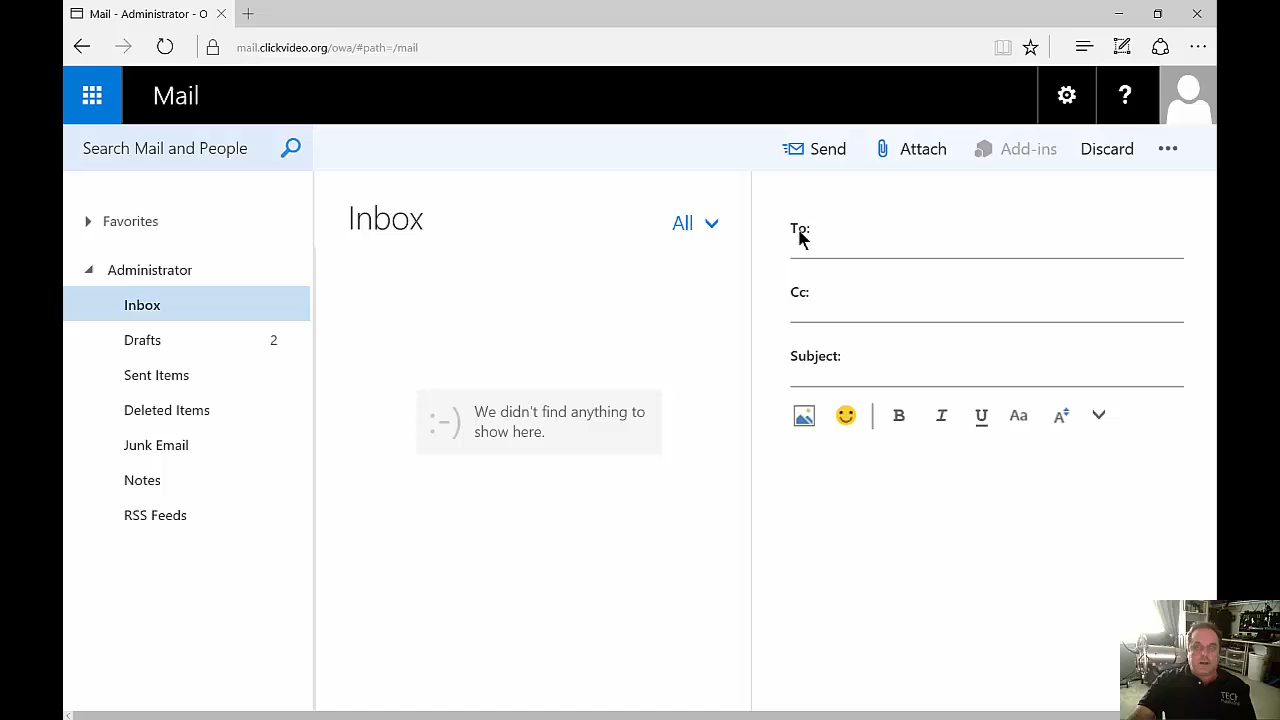 Mail - Administrator - O
mail.clickvideo.org/owa/#path=/mail
Mail
?
Search Mail and People
Send
Attach
Add-ins
Discard
Favorites
Administrator
Inbox
Drafts 2
Sent Items
Deleted Items
Junk Email
Notes
RSS Feeds
Inbox
All
:-)
We didn't find anything to
show here.
To:
Cc:
Subject:
B I U Aa A
TECH